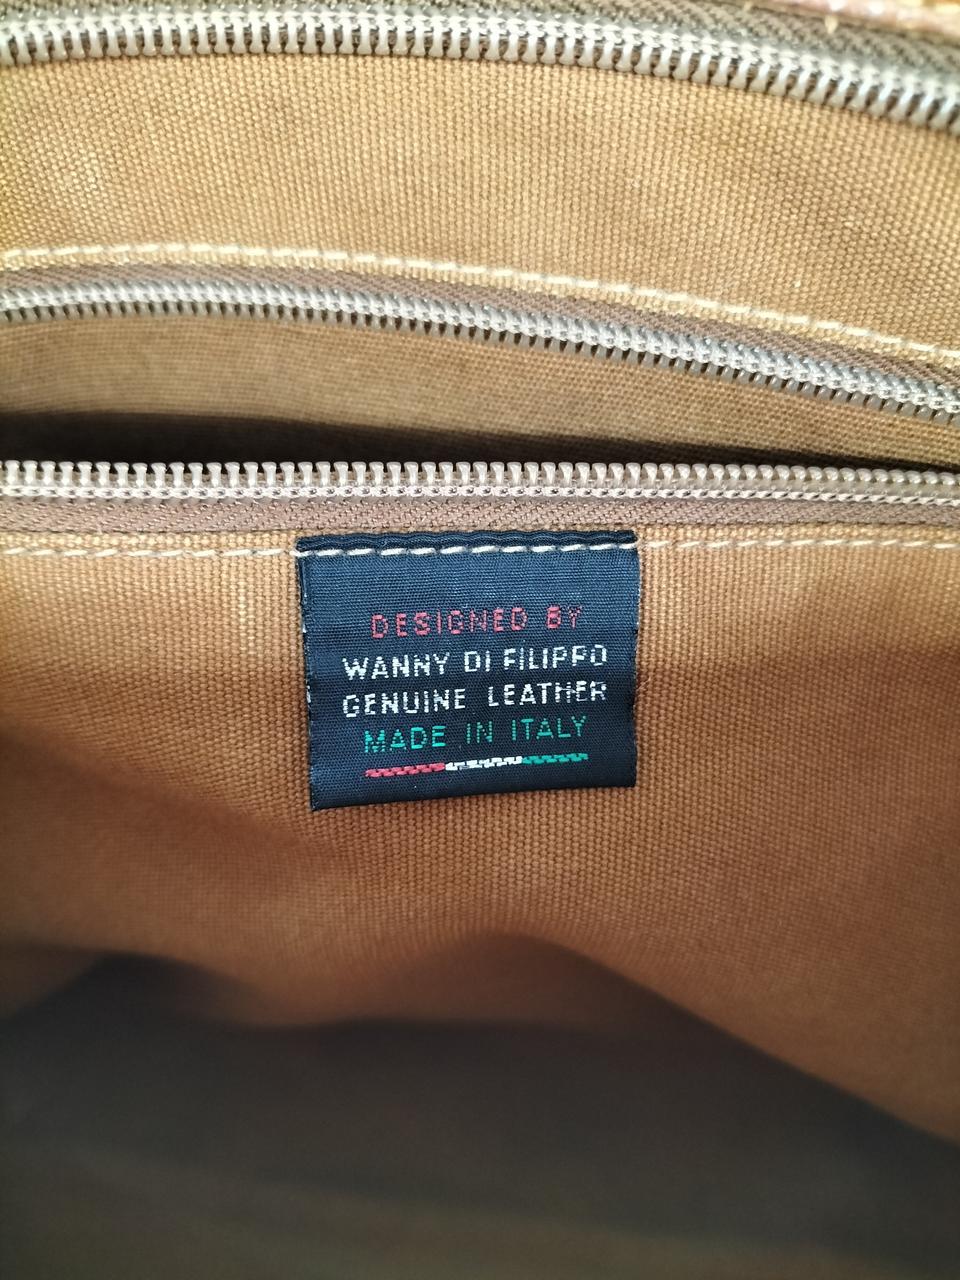 DESIGNED BY
WANNY DI FILIPPO
GENUINE LEATHER
MADE IN ITALY